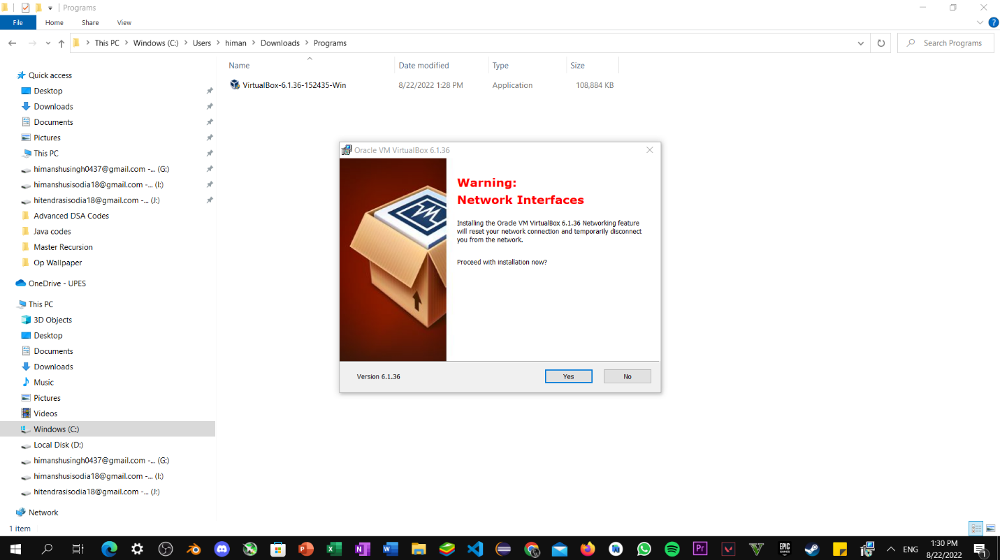 Programs
File Home Share View
This PC Windows (C:) Users himan Downloads Programs
Search Programs
Name Date modified Type Size
VirtualBox-6.1.36-152435-Win 8/22/2022 1:28 PM Application 108,884 KB
Quick access
Desktop
Downloads
Documents
Pictures
This PC
himanshusingh0437@gmail.com -... (G:)
himanshusisodia18@gmail.com -... (I:)
hitendrasisodia18@gmail.com -... (J:)
Advanced DSA Codes
Java codes
Master Recursion
Op Wallpaper
OneDrive - UPES
This PC
3D Objects
Desktop
Documents
Downloads
Music
Pictures
Videos
Windows (C:)
Local Disk (D:)
himanshusingh0437@gmail.com -... (G:)
himanshusisodia18@gmail.com -... (I:)
hitendrasisodia18@gmail.com -... (J:)
Network
1 item
Oracle VM VirtualBox 6.1.36
Warning:
Network Interfaces
Installing the Oracle VM VirtualBox 6.1.36 Networking feature
will reset your network connection and temporarily disconnect
you from the network.
Proceed with installation now?
Version 6.1.36
Yes No
Pr
EPIC
GAMES
ENG
1:30 PM
8/22/2022
1